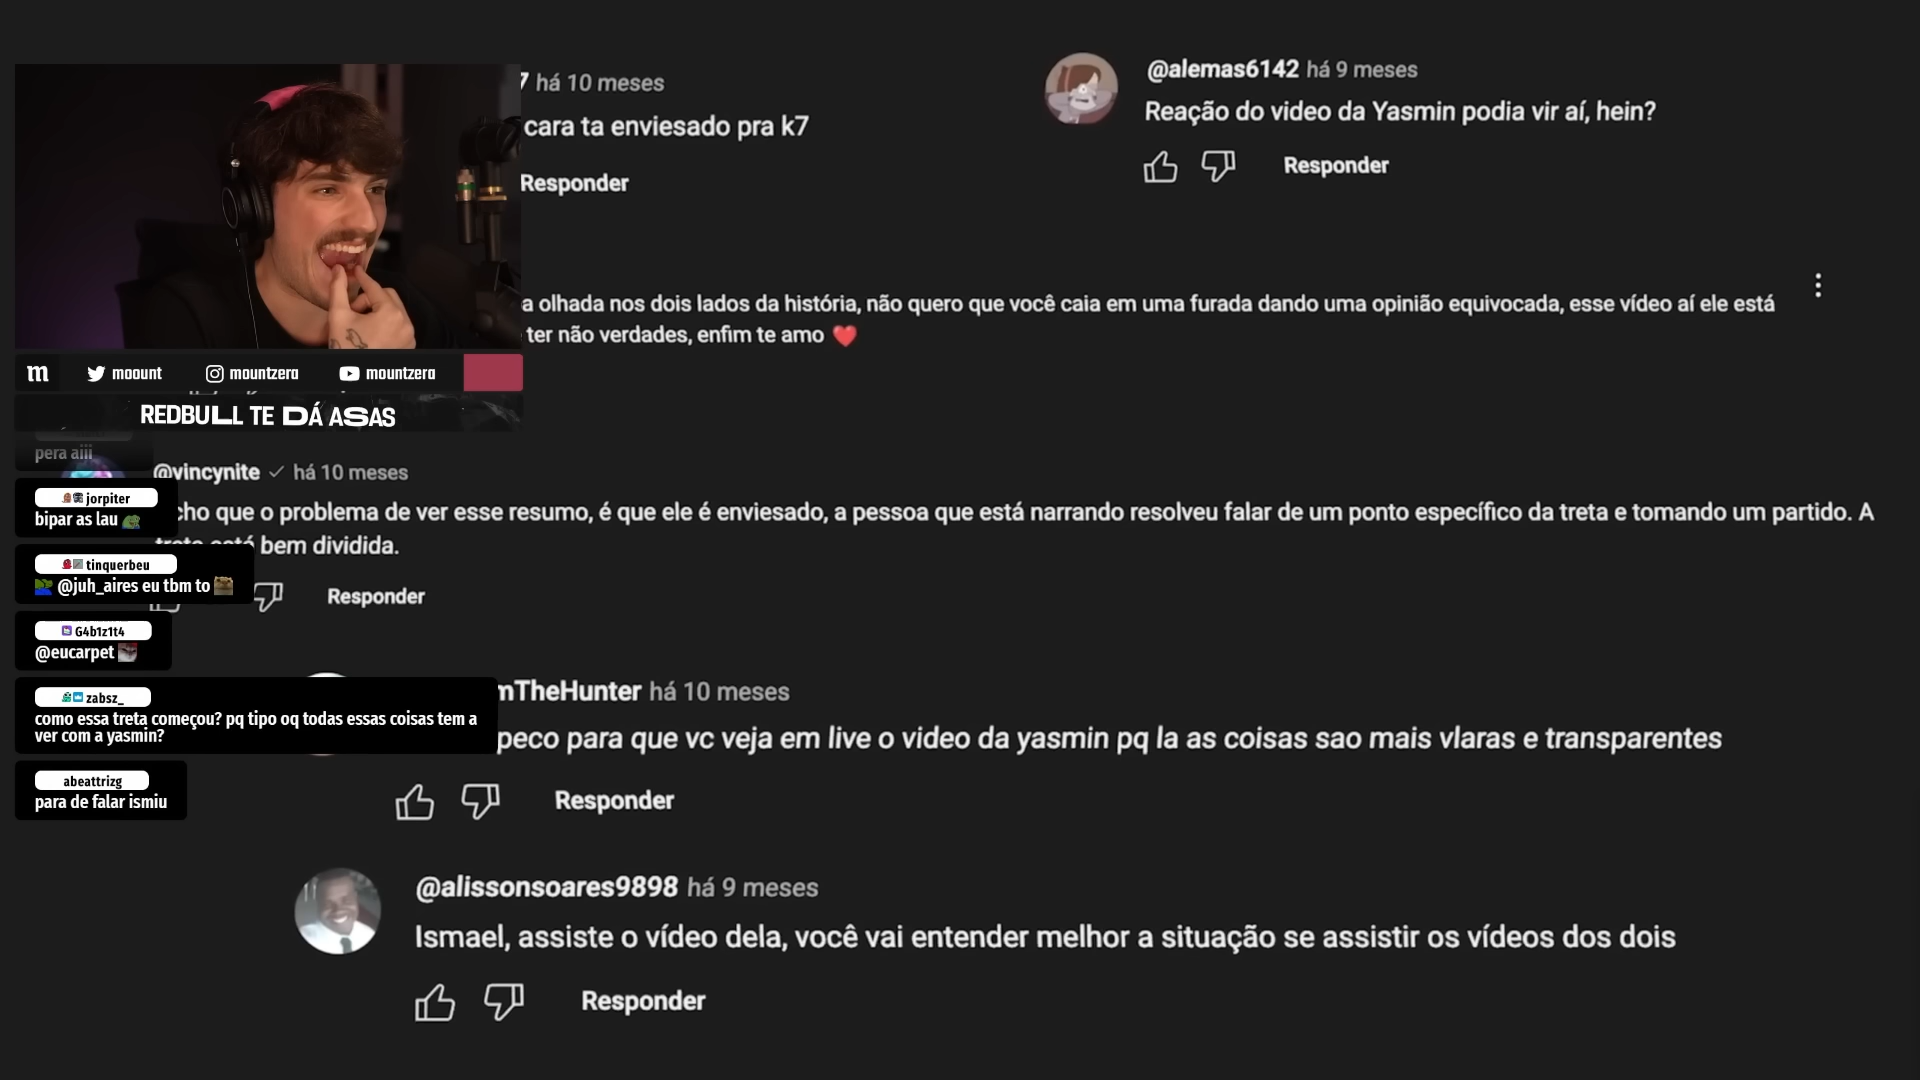 7 há 10 meses
cara ta enviesado pra k7
Responder
@alemas6142 há 9 meses
Reação do video da Yasmin podia vir aí, hein?
Responder
a olhada nos dois lados da história, não quero que você caia em uma furada dando uma opinião equivocada, esse vídeo aí ele está
ter não verdades, enfim te amo ❤️
m moount mountzera mountzera
REDBULL TE DÁ ASAS
pera aiii
@vincynite há 10 meses
cho que o problema de ver esse resumo, é que ele é enviesado, a pessoa que está narrando resolveu falar de um ponto específico da treta e tomando um partido. A
treta está bem dividida.
Responder
jorpiter
bipar as lau
tinquerbeu
@juh_aires eu tbm to
G4b1z1t4
@eucarpet
zabsz_
como essa treta começou? pq tipo oq todas essas coisas tem a
ver com a yasmin?
abeattrizg
para de falar ismiu
mTheHunter há 10 meses
peco para que vc veja em live o video da yasmin pq la as coisas sao mais vlaras e transparentes
Responder
@alissonsoares9898 há 9 meses
Ismael, assiste o vídeo dela, você vai entender melhor a situação se assistir os vídeos dos dois
Responder